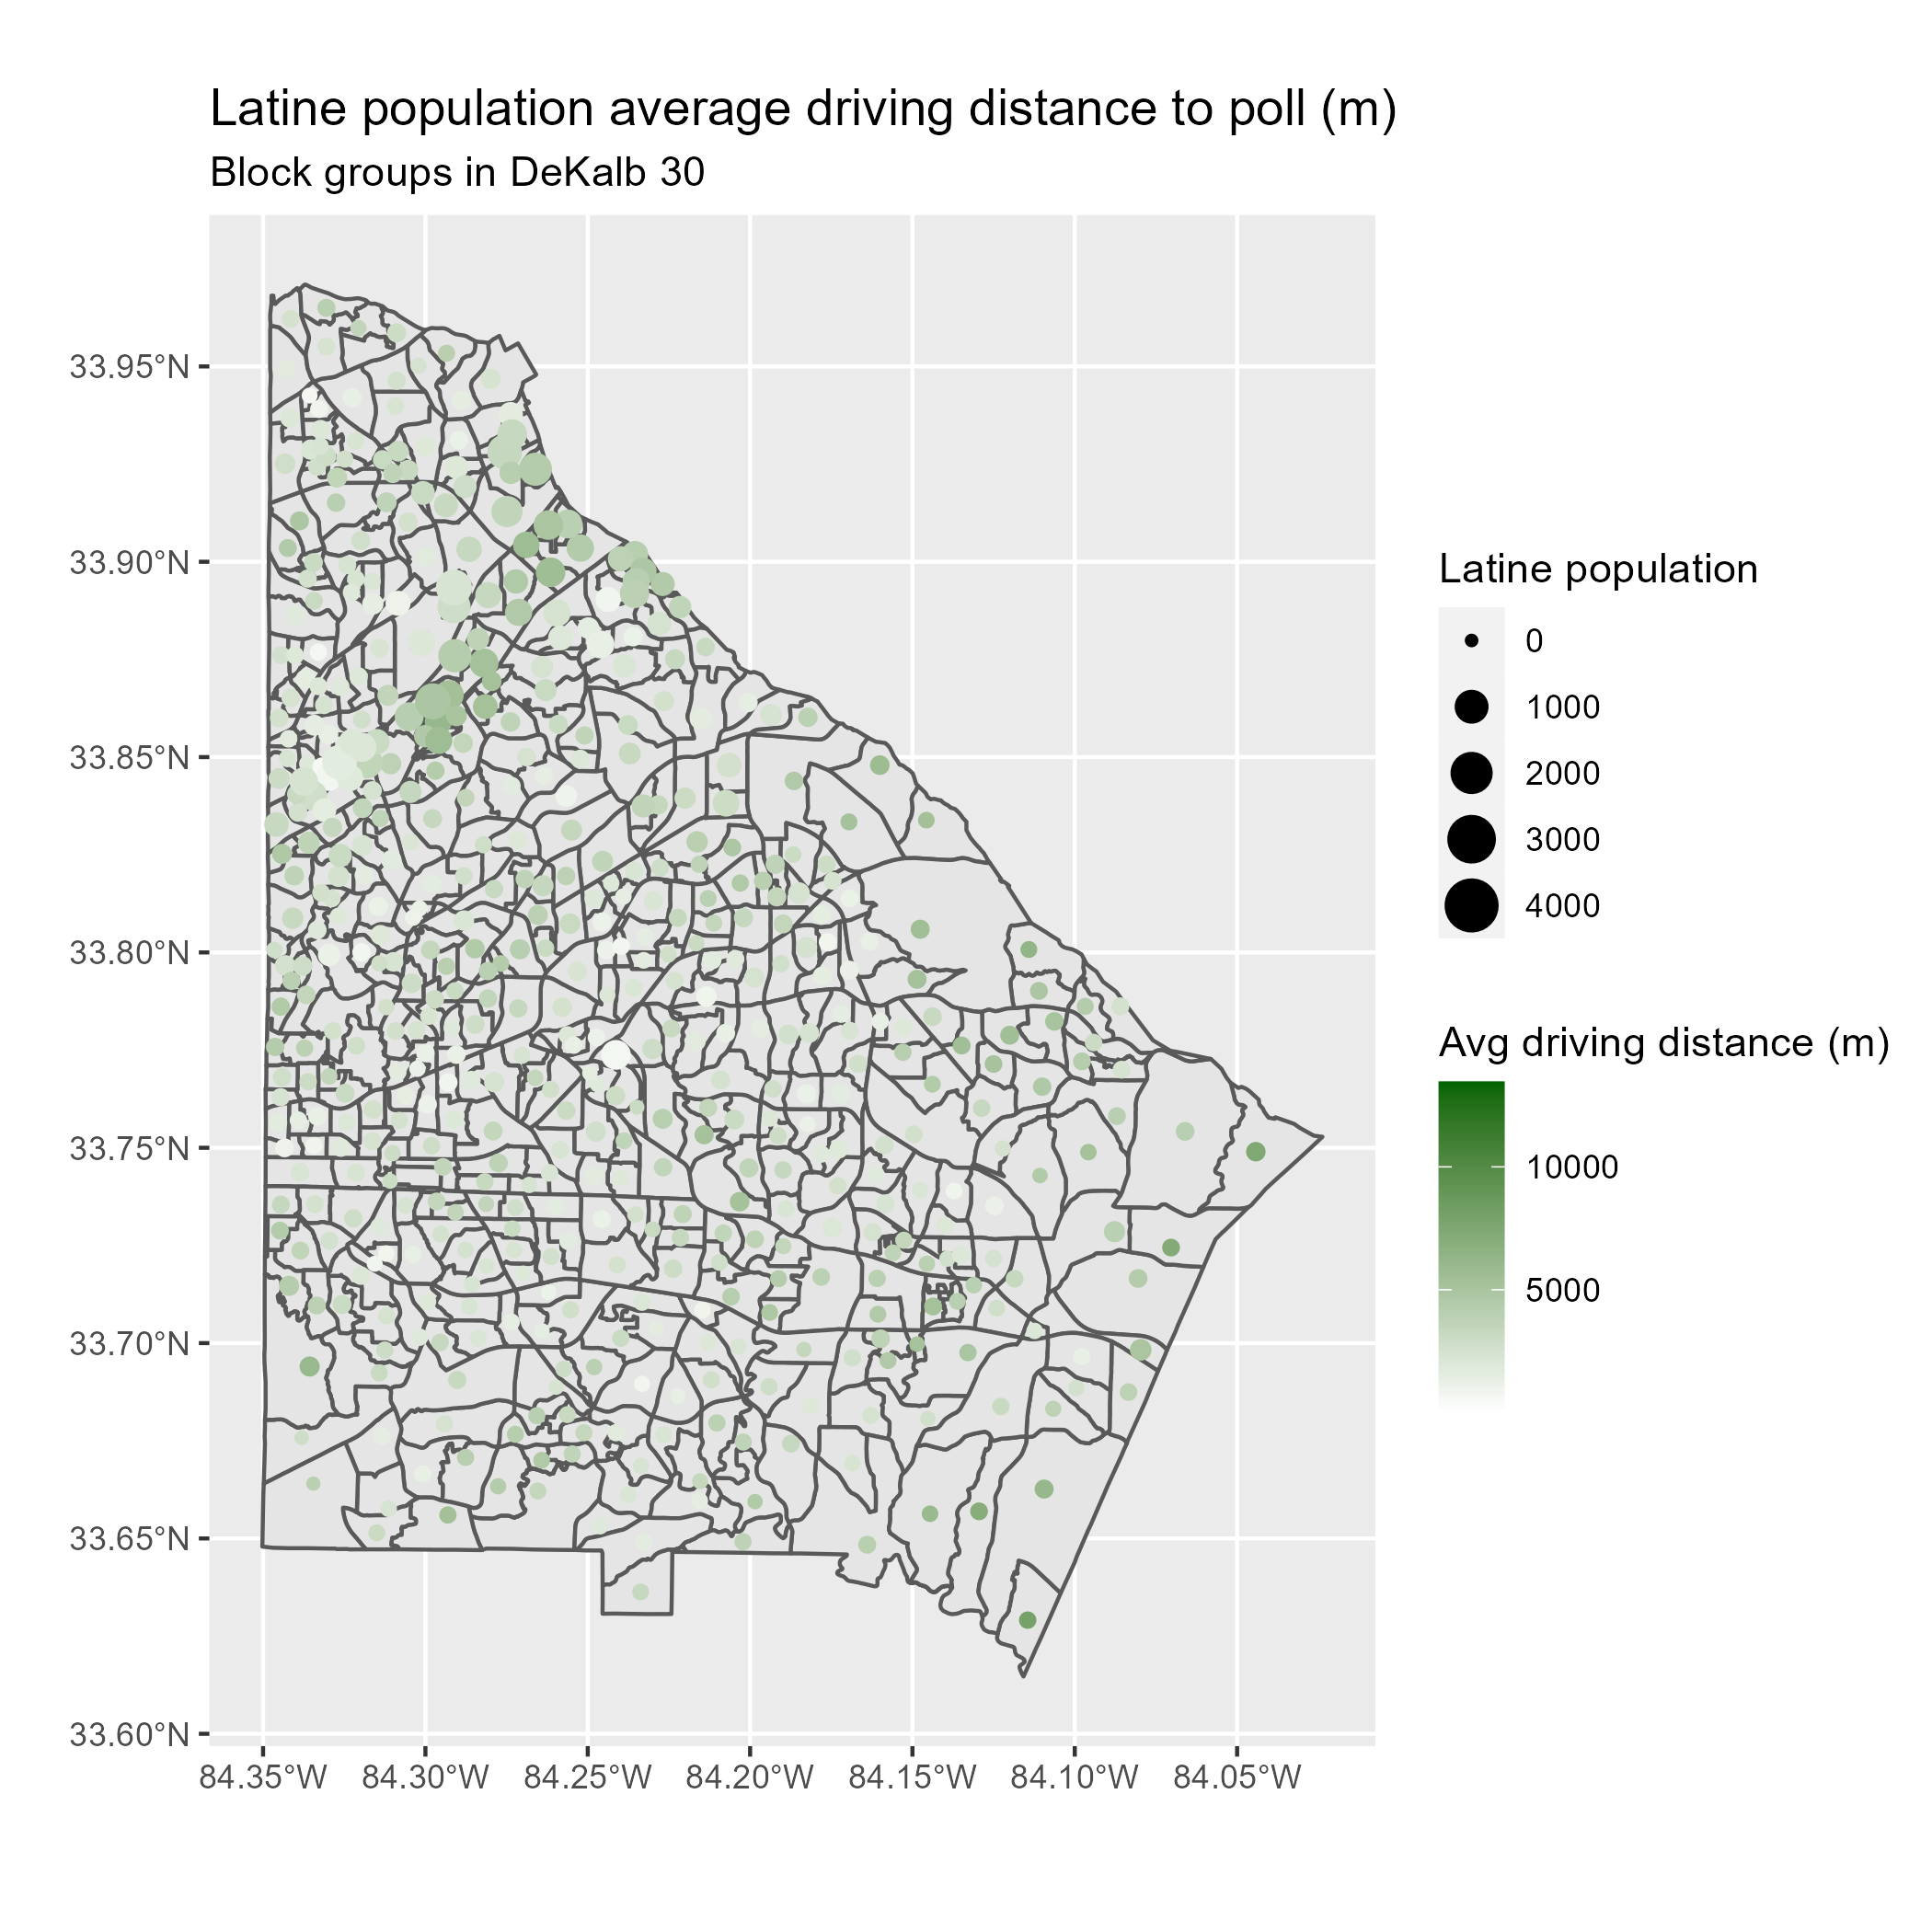 Latine population average driving distance to poll (m)
Block groups in DeKalb 30
33.95°N
33.90°N
33.85°N
33.80°N
33.75°N
33.70°N
33.65°N
33.60°N
84.35°W
84.30°W
84.25°W
84.20°W
84.15°W
84.10°W
84.05°W
Latine population
0
1000
2000
3000
4000
Avg driving distance (m)
10000
5000